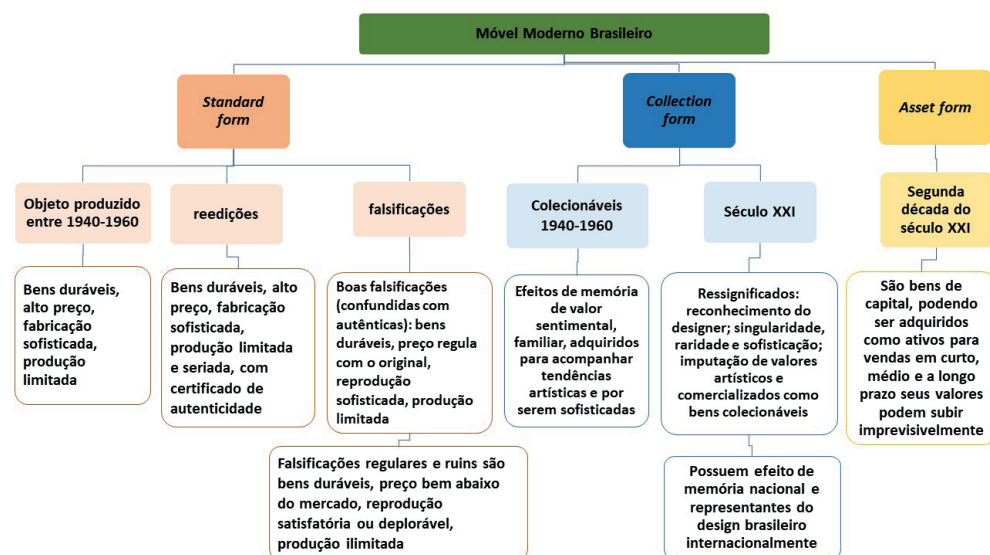 Móvel Moderno Brasileiro
Standard
form
Collection
form
Asset form
Objeto produzido
entre 1940-1960
reedições
falsificações
Colecionáveis
1940-1960
Século XXI
Segunda
década do
século XXI
Bens duráveis,
alto preço,
fabricação
sofisticada,
produção
limitada
Bens duráveis, alto
preço, fabricação
sofisticada,
produção limitada
e seriada, com
certificado de
autenticidade
Boas falsificações
(confundidas com
autênticas): bens
duráveis, preço regula
com o original,
reprodução
sofisticada, produção
limitada
Efeitos de memória
de valor
sentimental,
familiar, adquiridos
para acompanhar
tendências
artísticas e por
serem sofisticadas
Ressignificados:
reconhecimento do
designer; singularidade,
raridade e sofisticação;
imputação de valores
artísticos e
comercializados como
bens colecionáveis
São bens de
capital, podendo
ser adquiridos
como ativos para
vendas em curto,
médio e a longo
prazo seus valores
podem subir
imprevisivelmente
Falsificações regulares e ruins são
bens duráveis, preço bem abaixo
do mercado, reprodução
satisfatória ou deplorável,
produção ilimitada
Possuem efeito de
memória nacional e
representantes do
design brasileiro
internacionalmente